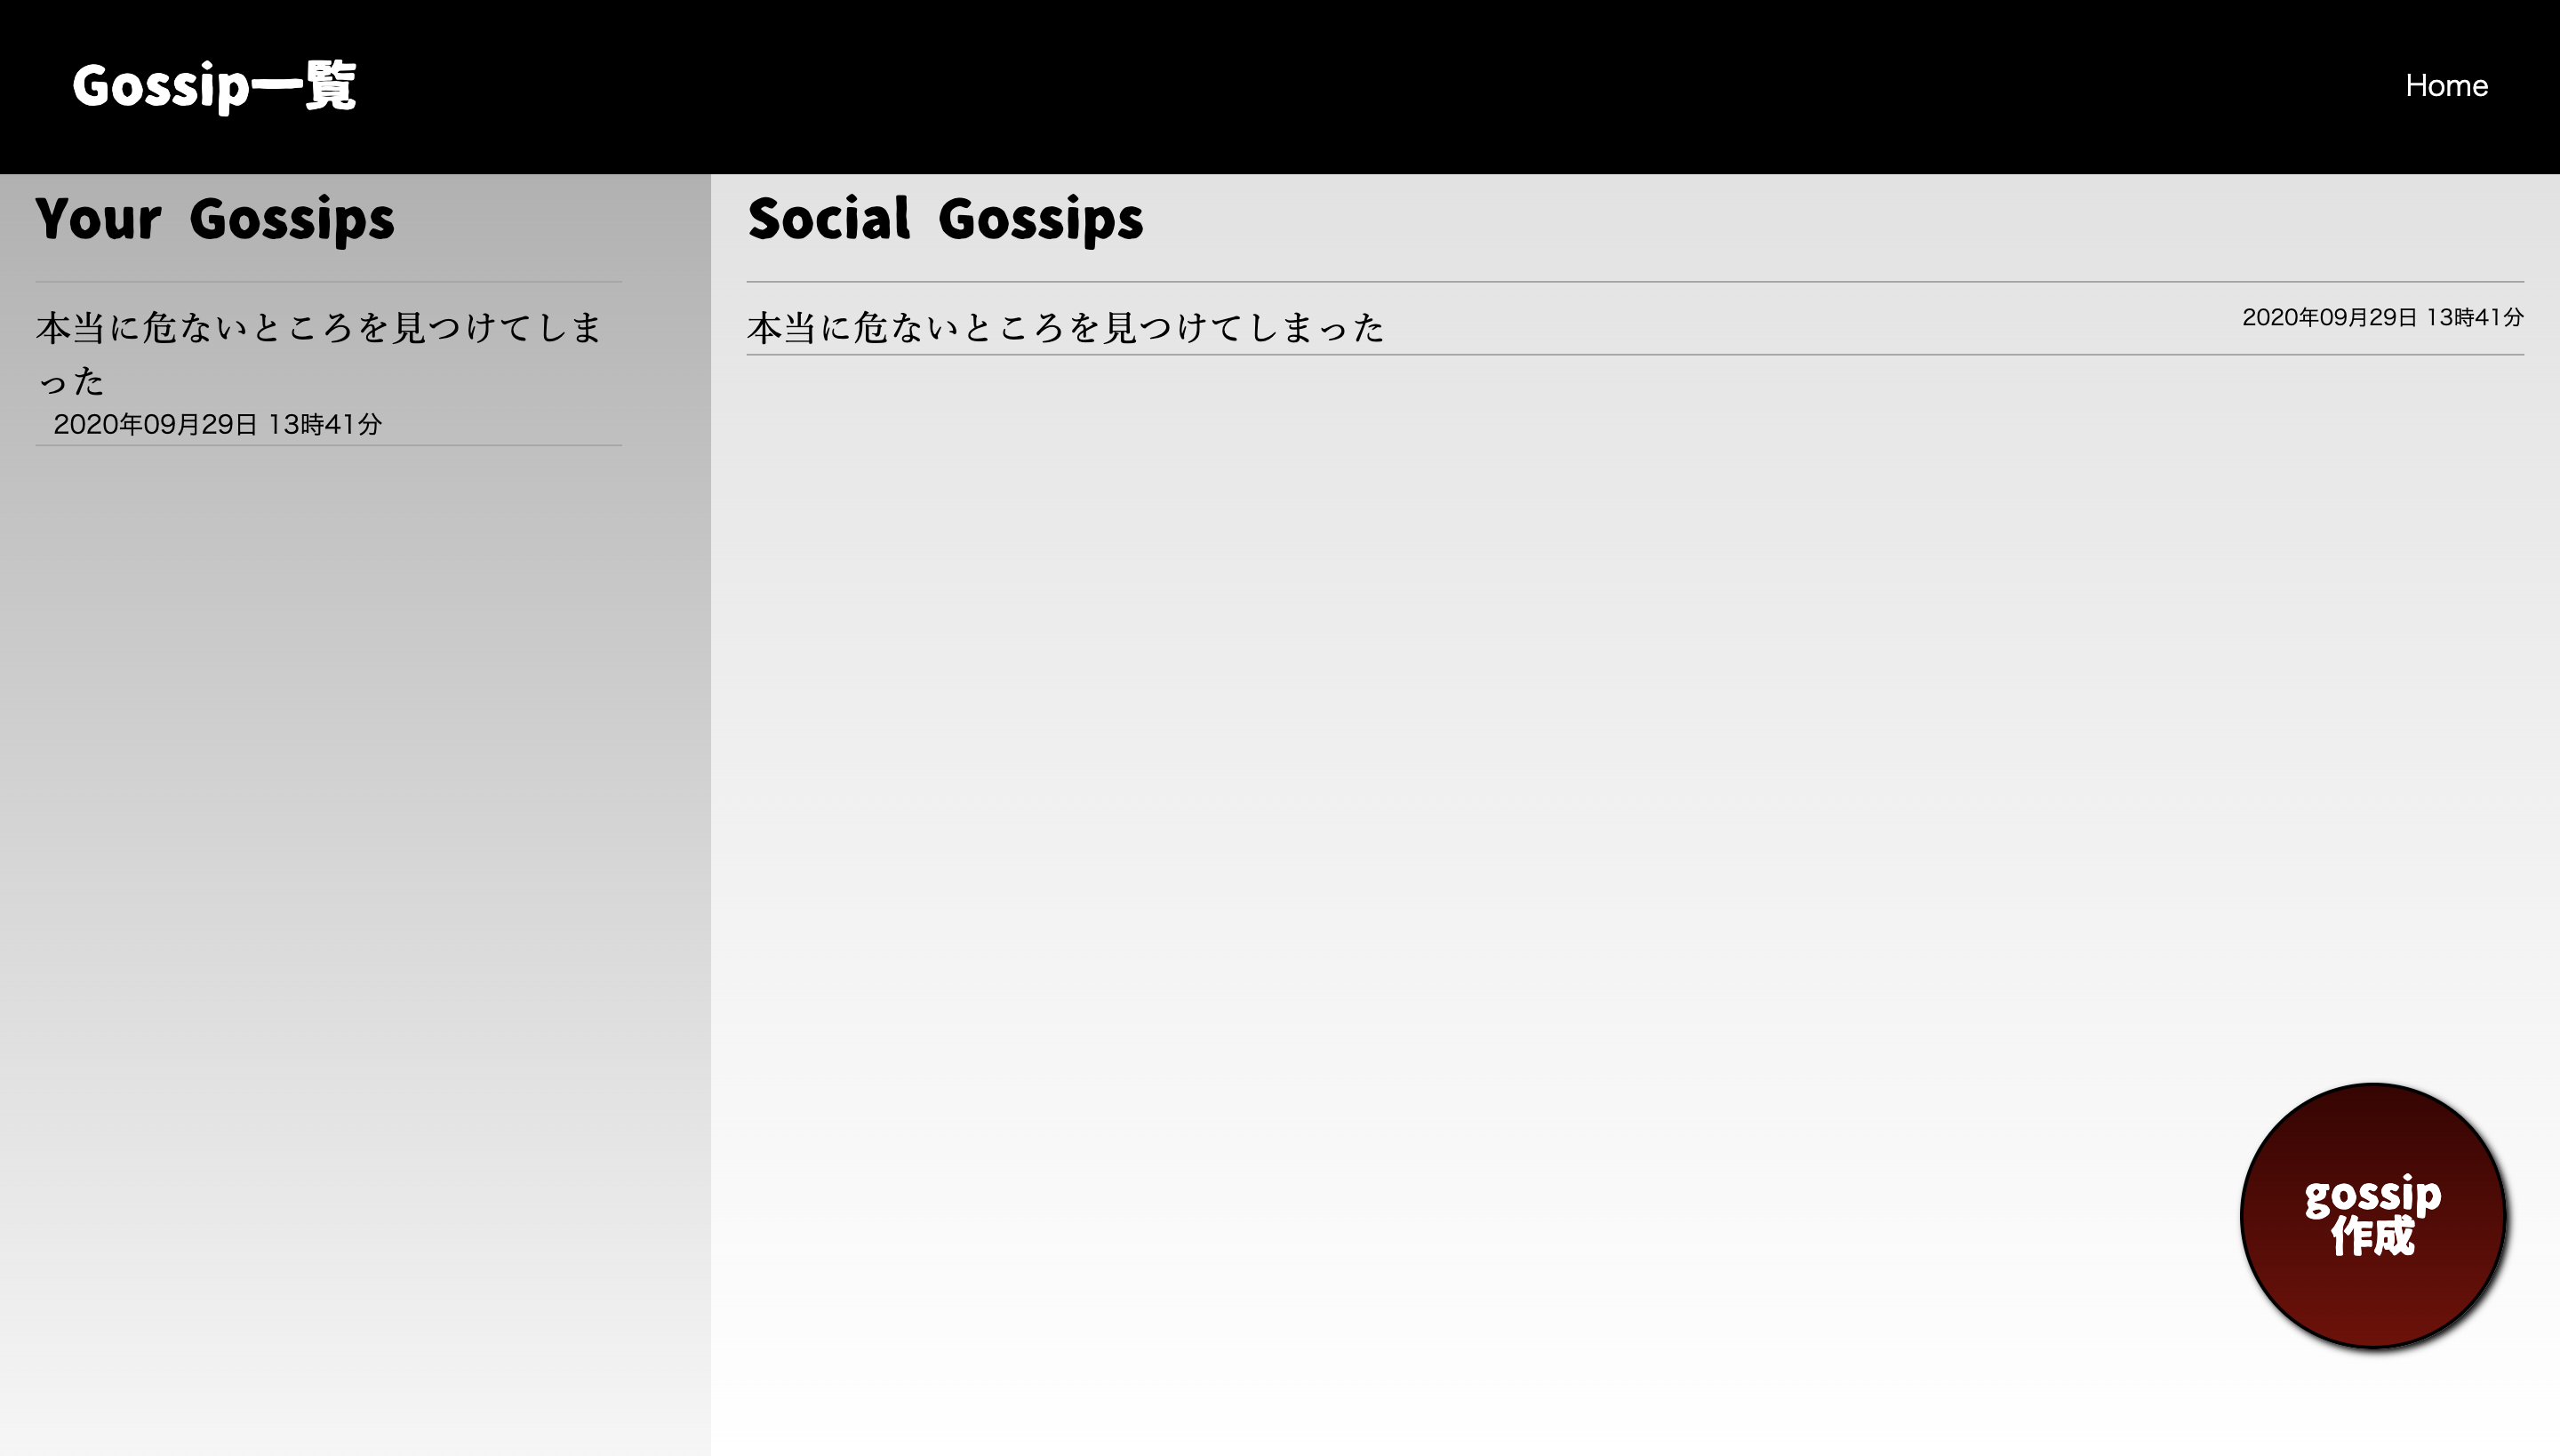 Gossip一覧
Home
Your Gossips
本当に危ないところを見つけてしま
った
2020年09月29日 13時41分
Social Gossips
本当に危ないところを見つけてしまった
2020年09月29日 13時41分
gossip
作成